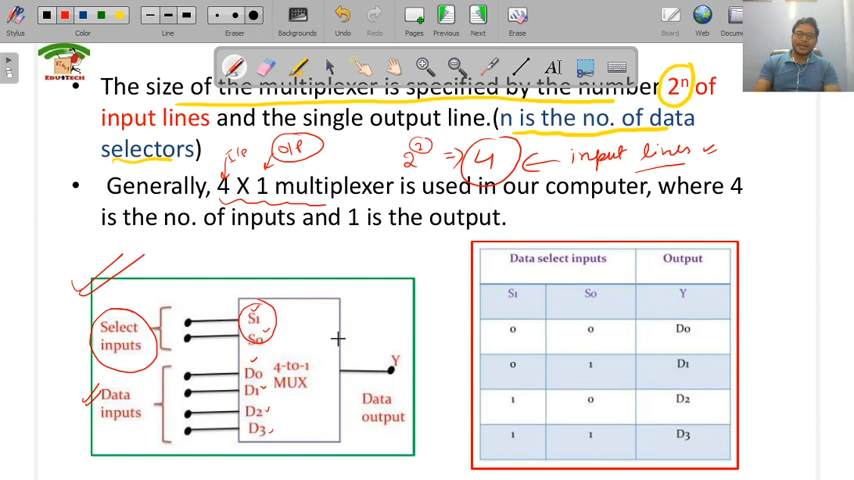 Stylus
Color
Line
Eraser
Backgrounds
Undo
Redo
Pages
Previous
Next
Erase
Board
Web
EDU4TECH
The size of the multiplexer is specified by the number 2ⁿ of
input lines and the single output line.(n is the no. of data
selectors)
I/P
O/P
2² => 4 ← input lines =
Generally, 4 X 1 multiplexer is used in our computer, where 4
is the no. of inputs and 1 is the output.
Select
inputs
S1
S0
Data
inputs
D0
D1
D2
D3
4-to-1
MUX
Y
Data
output
Data select inputs Output
S1 S0 Y
0 0 D0
0 1 D1
1 0 D2
1 1 D3